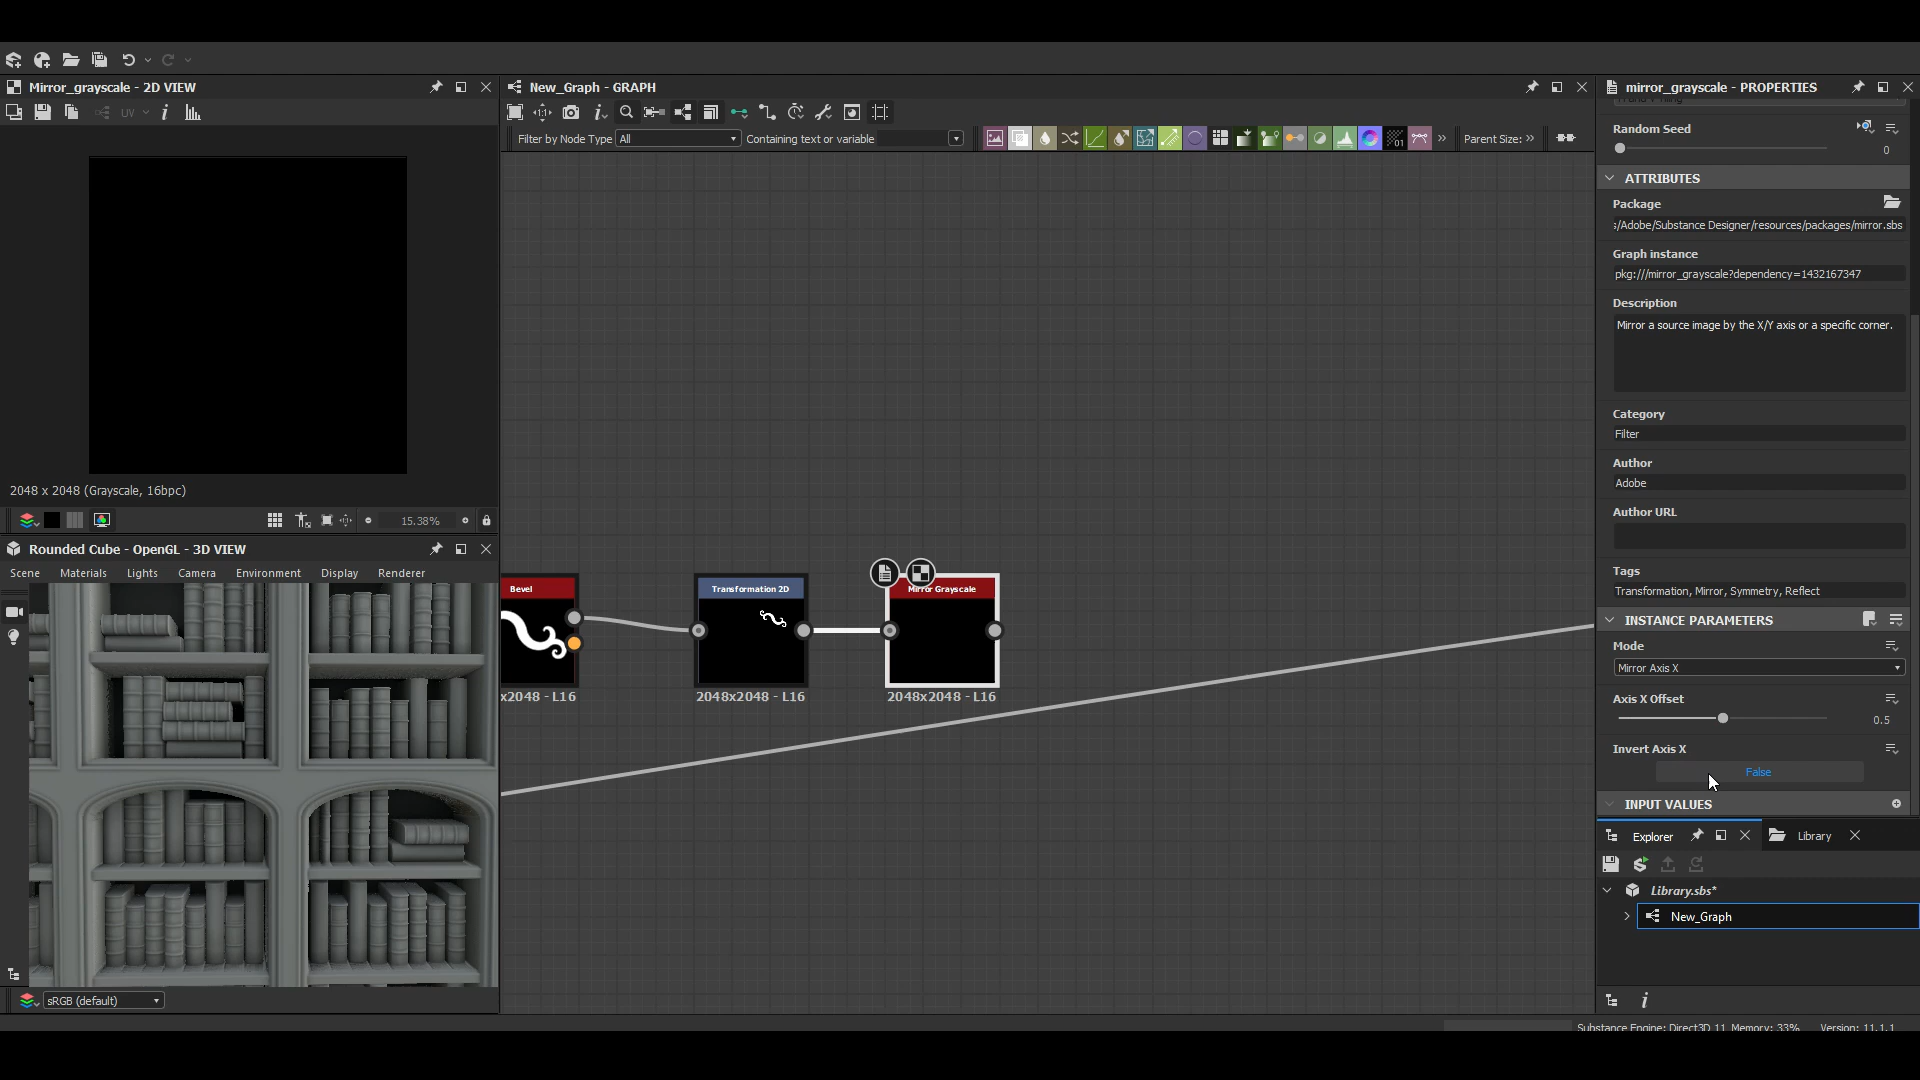 Mirror_grayscale - 2D VIEW
New_Graph - GRAPH
mirror_grayscale - PROPERTIES
UV
Filter by Node Type
All
Containing text or variable
01
Parent Size:
Random Seed
0
ATTRIBUTES
Package
s/Adobe/Substance Designer/resources/packages/mirror.sbs
Graph instance
pkg:///mirror_grayscale?dependency=1432167347
Description
Mirror a source image by the X/Y axis or a specific corner.
Category
Filter
Author
Adobe
Author URL
Tags
Transformation, Mirror, Symmetry, Reflect
INSTANCE PARAMETERS
Mode
Mirror Axis X
Axis X Offset
0.5
Invert Axis X
False
INPUT VALUES
2048 x 2048 (Grayscale, 16bpc)
15.38%
Rounded Cube - OpenGL - 3D VIEW
Scene Materials Lights Camera Environment Display Renderer
Bevel
Transformation 2D
Mirror Grayscale
x2048 - L16
2048x2048 - L16
2048x2048 - L16
Explorer
Library
Library.sbs*
New_Graph
sRGB (default)
Substance Engine: Direct3D 11 Memory: 33% Version: 11.1.1